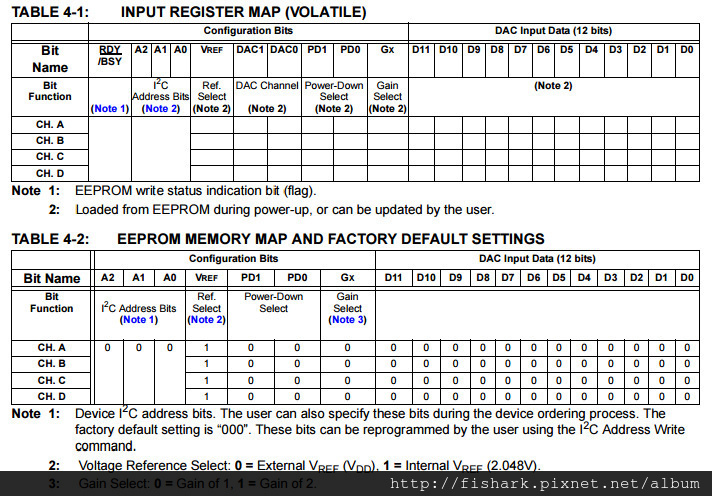 TABLE 4-1: INPUT REGISTER MAP (VOLATILE)
Configuration Bits DAC Input Data (12 bits)
Bit Name RDY/BSY A2 A1 A0 VREF DAC1 DAC0 PD1 PD0 Gx D11 D10 D9 D8 D7 D6 D5 D4 D3 D2 D1 D0
Bit Function (Note 1) I2C Address Bits (Note 2) Ref. Select (Note 2) DAC Channel (Note 2) Power-Down Select (Note 2) Gain Select (Note 2) (Note 2)
CH. A
CH. B
CH. C
CH. D
Note 1: EEPROM write status indication bit (flag).
2: Loaded from EEPROM during power-up, or can be updated by the user.
TABLE 4-2: EEPROM MEMORY MAP AND FACTORY DEFAULT SETTINGS
Configuration Bits DAC Input Data (12 bits)
Bit Name A2 A1 A0 VREF PD1 PD0 Gx D11 D10 D9 D8 D7 D6 D5 D4 D3 D2 D1 D0
Bit Function I2C Address Bits (Note 1) Ref. Select (Note 2) Power-Down Select Gain Select (Note 3)
CH. A 0 0 0 1 0 0 0 0 0 0 0 0 0 0 0 0 0 0 0
CH. B 1 0 0 0 0 0 0 0 0 0 0 0 0 0 0 0
CH. C 1 0 0 0 0 0 0 0 0 0 0 0 0 0 0 0
CH. D 1 0 0 0 0 0 0 0 0 0 0 0 0 0 0 0
Note 1: Device I2C address bits. The user can also specify these bits during the device ordering process. The
factory default setting is “000”. These bits can be reprogrammed by the user using the I2C Address Write
command.
2: Voltage Reference Select: 0 = External VREF (VDD), 1 = Internal VREF (2.048V).
3: Gain Select: 0 = Gain of 1, 1 = Gain of 2.
http://fishark.pixnet.net/album